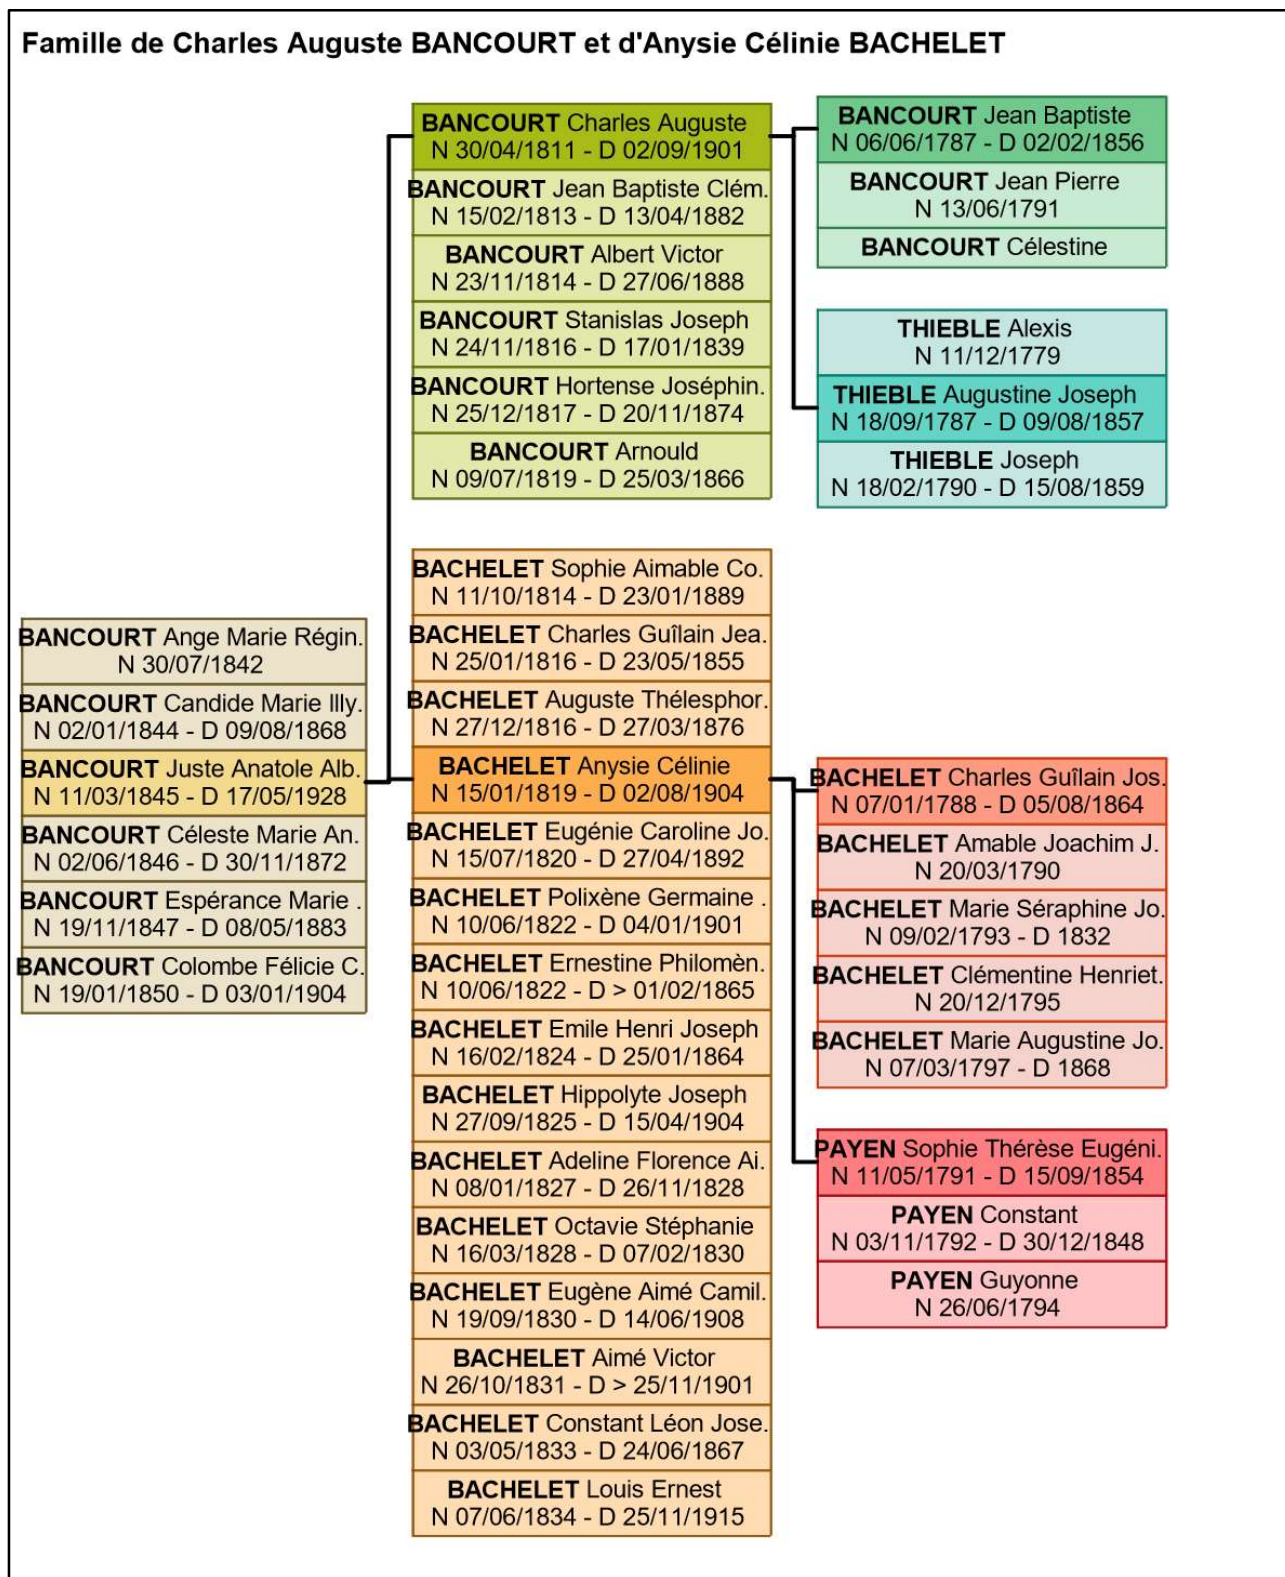 Famille de Charles Auguste BANCOURT et d'Anysie Célinie BACHELET
BANCOURT Ange Marie Régin.
N 30/07/1842
BANCOURT Candide Marie Illy.
N 02/01/1844 - D 09/08/1868
BANCOURT Juste Anatole Alb.
N 11/03/1845 - D 17/05/1928
BANCOURT Céleste Marie An.
N 02/06/1846 - D 30/11/1872
BANCOURT Espérance Marie .
N 19/11/1847 - D 08/05/1883
BANCOURT Colombe Félicie C.
N 19/01/1850 - D 03/01/1904
BANCOURT Charles Auguste
N 30/04/1811 - D 02/09/1901
BANCOURT Jean Baptiste Clém.
N 15/02/1813 - D 13/04/1882
BANCOURT Albert Victor
N 23/11/1814 - D 27/06/1888
BANCOURT Stanislas Joseph
N 24/11/1816 - D 17/01/1839
BANCOURT Hortense Joséphin.
N 25/12/1817 - D 20/11/1874
BANCOURT Arnould
N 09/07/1819 - D 25/03/1866
BACHELET Sophie Aimable Co.
N 11/10/1814 - D 23/01/1889
BACHELET Charles Guîlain Jea.
N 25/01/1816 - D 23/05/1855
BACHELET Auguste Thélesphor.
N 27/12/1816 - D 27/03/1876
BACHELET Anysie Célinie
N 15/01/1819 - D 02/08/1904
BACHELET Eugénie Caroline Jo.
N 15/07/1820 - D 27/04/1892
BACHELET Polixène Germaine .
N 10/06/1822 - D 04/01/1901
BACHELET Ernestine Philomèn.
N 10/06/1822 - D > 01/02/1865
BACHELET Emile Henri Joseph
N 16/02/1824 - D 25/01/1864
BACHELET Hippolyte Joseph
N 27/09/1825 - D 15/04/1904
BACHELET Adeline Florence Ai.
N 08/01/1827 - D 26/11/1828
BACHELET Octavie Stéphanie
N 16/03/1828 - D 07/02/1830
BACHELET Eugène Aimé Camil.
N 19/09/1830 - D 14/06/1908
BACHELET Aimé Victor
N 26/10/1831 - D > 25/11/1901
BACHELET Constant Léon Jose.
N 03/05/1833 - D 24/06/1867
BACHELET Louis Ernest
N 07/06/1834 - D 25/11/1915
BANCOURT Jean Baptiste
N 06/06/1787 - D 02/02/1856
BANCOURT Jean Pierre
N 13/06/1791
BANCOURT Célestine
THIEBLE Alexis
N 11/12/1779
THIEBLE Augustine Joseph
N 18/09/1787 - D 09/08/1857
THIEBLE Joseph
N 18/02/1790 - D 15/08/1859
BACHELET Charles Guîlain Jos.
N 07/01/1788 - D 05/08/1864
BACHELET Amable Joachim J.
N 20/03/1790
BACHELET Marie Séraphine Jo.
N 09/02/1793 - D 1832
BACHELET Clémentine Henriet.
N 20/12/1795
BACHELET Marie Augustine Jo.
N 07/03/1797 - D 1868
PAYEN Sophie Thérèse Eugéni.
N 11/05/1791 - D 15/09/1854
PAYEN Constant
N 03/11/1792 - D 30/12/1848
PAYEN Guyonne
N 26/06/1794